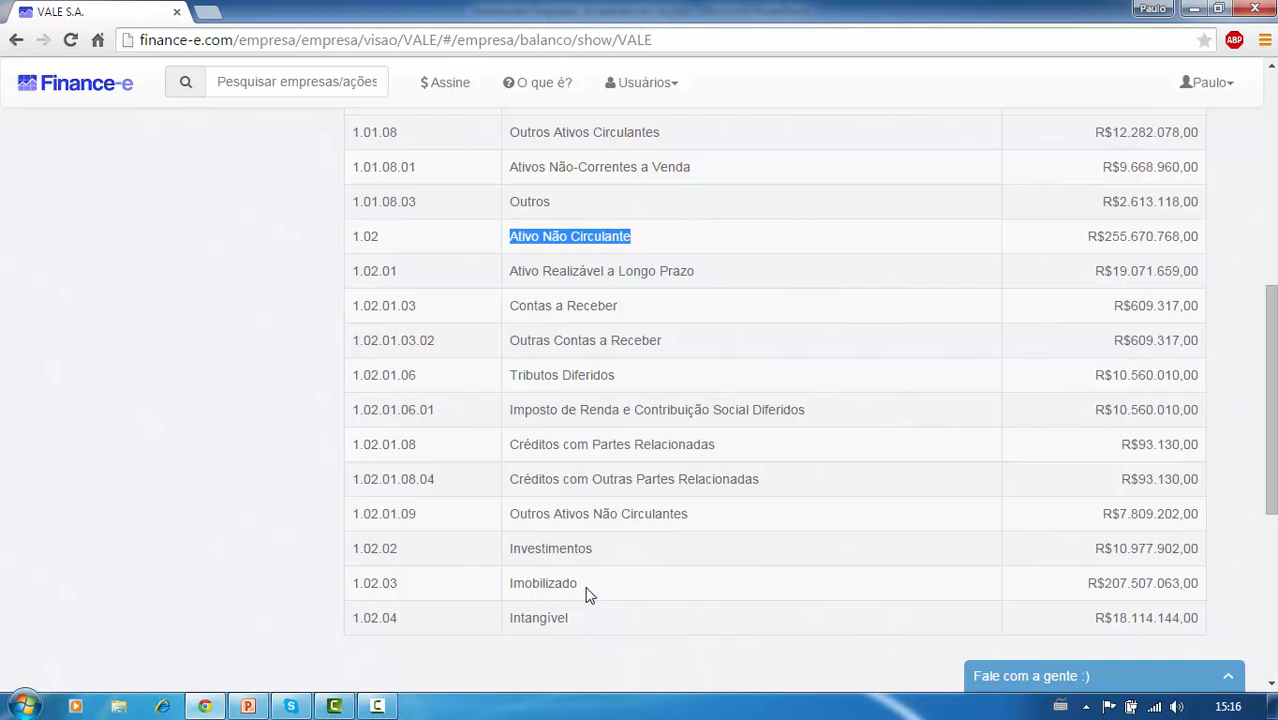 VALE S.A.
Paulo
finance-e.com/empresa/empresa/visao/VALE/#/empresa/balanco/show/VALE
ABP
Finance-e Pesquisar empresas/ações $Assine O que é? Usuários Paulo
1.01.08 Outros Ativos Circulantes R$12.282.078,00
1.01.08.01 Ativos Não-Correntes a Venda R$9.668.960,00
1.01.08.03 Outros R$2.613.118,00
1.02 Ativo Não Circulante R$255.670.768,00
1.02.01 Ativo Realizável a Longo Prazo R$19.071.659,00
1.02.01.03 Contas a Receber R$609.317,00
1.02.01.03.02 Outras Contas a Receber R$609.317,00
1.02.01.06 Tributos Diferidos R$10.560.010,00
1.02.01.06.01 Imposto de Renda e Contribuição Social Diferidos R$10.560.010,00
1.02.01.08 Créditos com Partes Relacionadas R$93.130,00
1.02.01.08.04 Créditos com Outras Partes Relacionadas R$93.130,00
1.02.01.09 Outros Ativos Não Circulantes R$7.809.202,00
1.02.02 Investimentos R$10.977.902,00
1.02.03 Imobilizado R$207.507.063,00
1.02.04 Intangível R$18.114.144,00
Fale com a gente :)
15:16